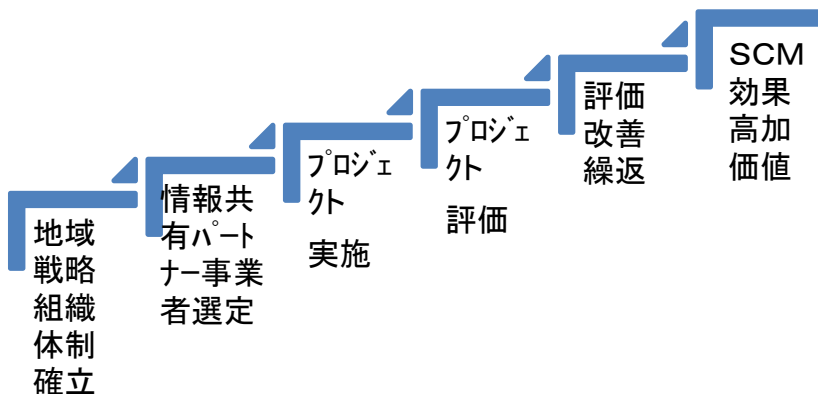 地域
戦略
組織
体制
確立
情報共
有ﾊﾟｰﾄ
ﾅｰ事業
者選定
ﾌﾟﾛｼﾞｪ
ｸﾄ
実施
ﾌﾟﾛｼﾞｪ
ｸﾄ
評価
評価
改善
繰返
ＳＣＭ
効果
高加
価値